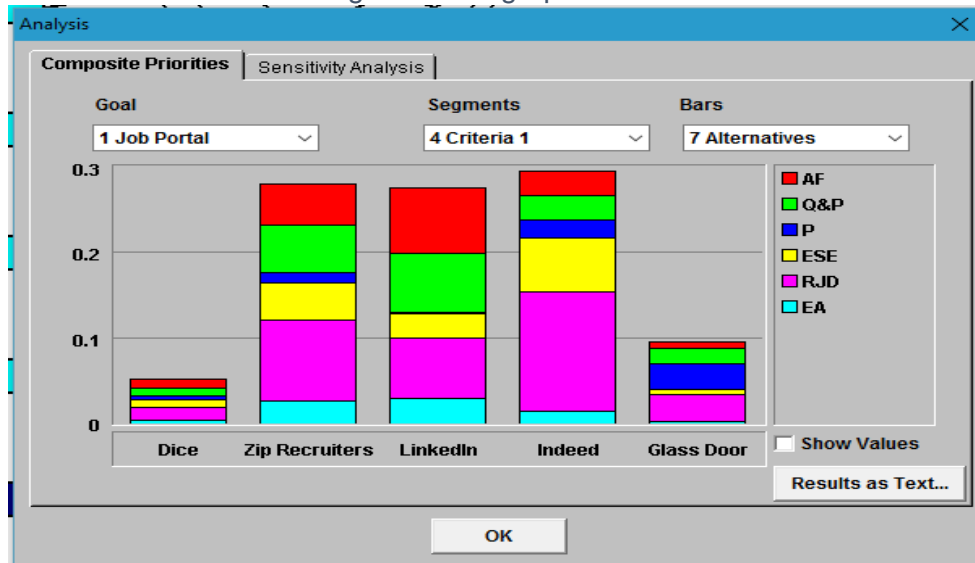 Analysis
Composite Priorities Sensitivity Analysis
Goal Segments Bars
1 Job Portal 4 Criteria 1 7 Alternatives
0.3
0.2
0.1
0
AF
Q&P
P
ESE
RJD
EA
Dice Zip Recruiters LinkedIn Indeed Glass Door
Show Values
Results as Text...
OK